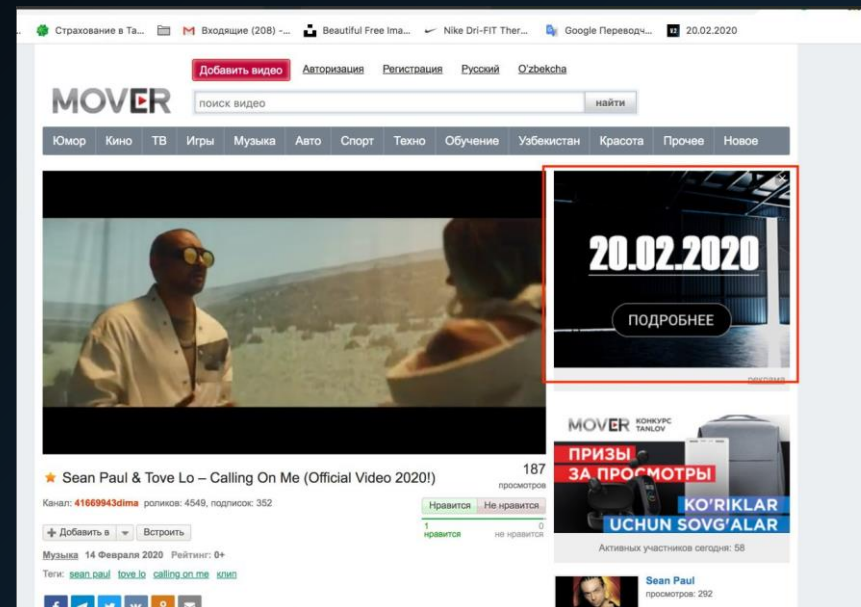 Страхование в Та...
Входящие (208) -...
Beautiful Free Ima...
Nike Dri-FIT Ther...
Google Переводч...
20.02.2020
Добавить видео
Авторизация
Регистрация
Русский
O'zbekcha
MOVER
поиск видео
найти
Юмор Кино ТВ Игры Музыка Авто Спорт Техно Обучение Узбекистан Красота Прочее Новое
20.02.2020
ПОДРОБНЕЕ
реклама
MOVER КОНКУРС
TANLOV
ПРИЗЫ
ЗА ПРОСМОТРЫ
KO'RIKLAR
UCHUN SOVG'ALAR
Активных участников сегодня: 58
Sean Paul
просмотров: 292
Sean Paul & Tove Lo – Calling On Me (Official Video 2020!)
187
просмотров
Канал: 41669943dima роликов: 4549, подписок: 352
Нравится Не нравится
1 0
нравится не нравится
Добавить в
Встроить
Музыка 14 Февраля 2020 Рейтинг: 0+
Теги: sean paul tove lo calling on me клип